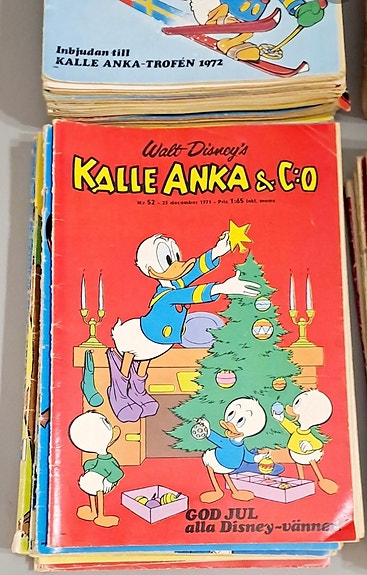 Inbjudan till
KALLE ANKA-TROFÉN 1972
Walt Disney's
KALLE ANKA & C:O
Nr 52 - 23 december 1971 - Pris 1:65 inkl. moms
GOD JUL
alla Disney-vänner